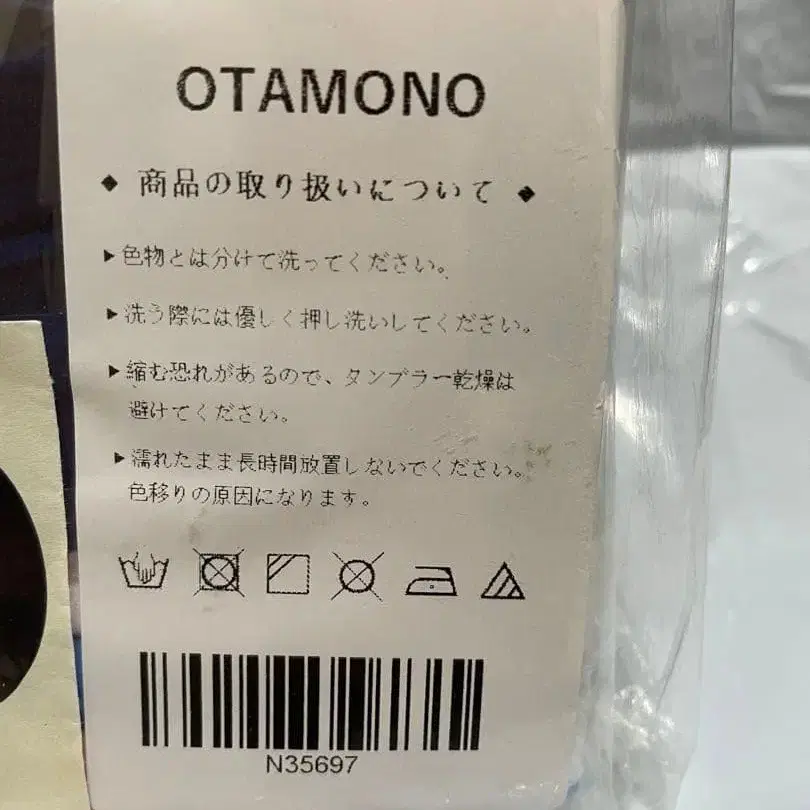 OTAMONO
◆ 商品の取り扱いについて ◆
▶色物とは分けて洗ってください。
▶洗う際には優しく押し洗いしてください。
▶縮む恐れがあるので、タンブラー乾燥は
避けてください。
▶濡れたまま長時間放置しないでください。
色移りの原因になります。
N35697